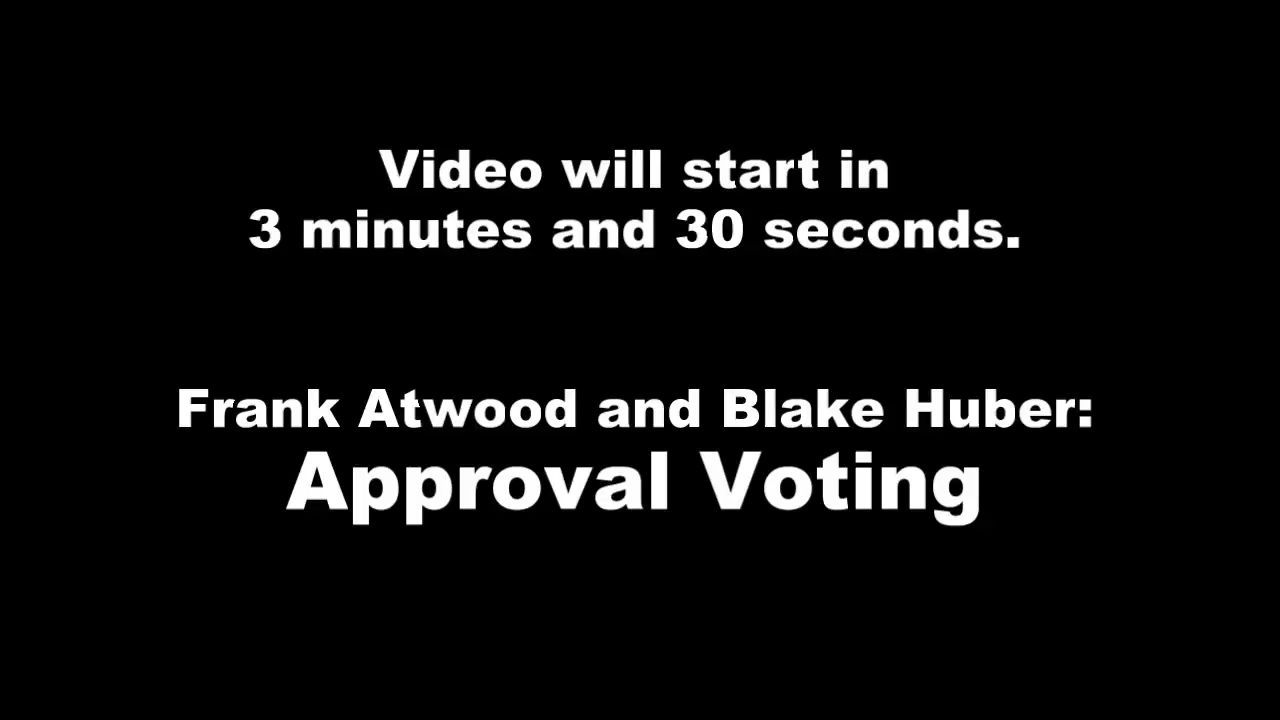 Video will start in
3 minutes and 30 seconds.
Frank Atwood and Blake Huber:
Approval Voting